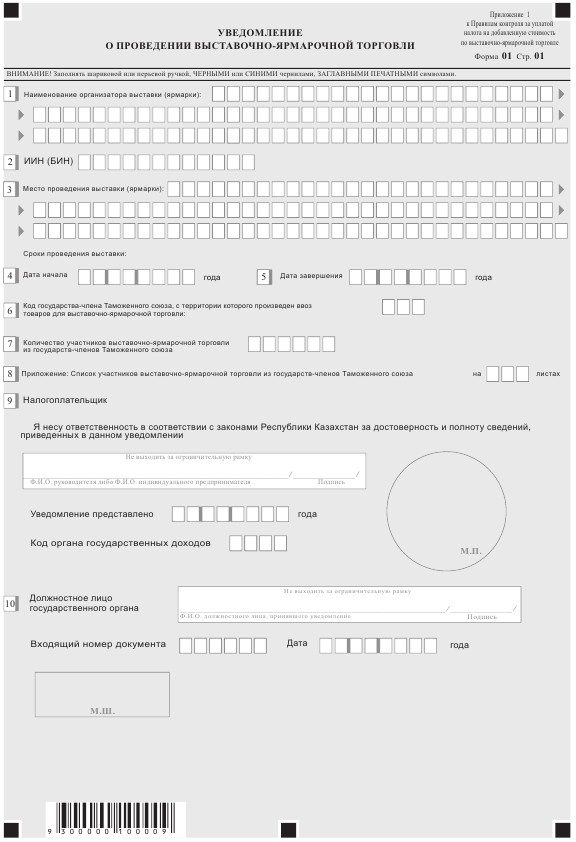 Приложение 1
к Правилам контроля за уплатой
налога на добавленную стоимость
по выставочно-ярмарочной торговле
Форма 01 Стр. 01
УВЕДОМЛЕНИЕ
О ПРОВЕДЕНИИ ВЫСТАВОЧНО-ЯРМАРОЧНОЙ ТОРГОВЛИ
ВНИМАНИЕ! Заполнять шариковой или перьевой ручкой, ЧЕРНЫМИ или СИНИМИ чернилами, ЗАГЛАВНЫМИ ПЕЧАТНЫМИ символами.
1 Наименование организатора выставки (ярмарки):
2 ИИН (БИН)
3 Место проведения выставки (ярмарки):
Сроки проведения выставки:
4 Дата начала года 5 Дата завершения года
6 Код государства-члена Таможенного союза, с территории которого произведен ввоз
товаров для выставочно-ярмарочной торговли:
7 Количество участников выставочно-ярмарочной торговли
из государств-членов Таможенного союза
8 Приложение: Список участников выставочно-ярмарочной торговли из государств-членов Таможенного союза на листах
9 Налогоплательщик
Я несу ответственность в соответствии с законами Республики Казахстан за достоверность и полноту сведений,
приведенных в данном уведомлении
Не выходить за ограничительную рамку
/ /
Ф.И.О. руководителя либо Ф.И.О. индивидуального предпринимателя Подпись
Уведомление представлено года
Код органа государственных доходов
М.П.
10 Должностное лицо
государственного органа
Не выходить за ограничительную рамку
/ /
Ф.И.О. должностного лица, принявшего уведомление Подпись
Входящий номер документа Дата года
М.Ш.
9 300000 100009